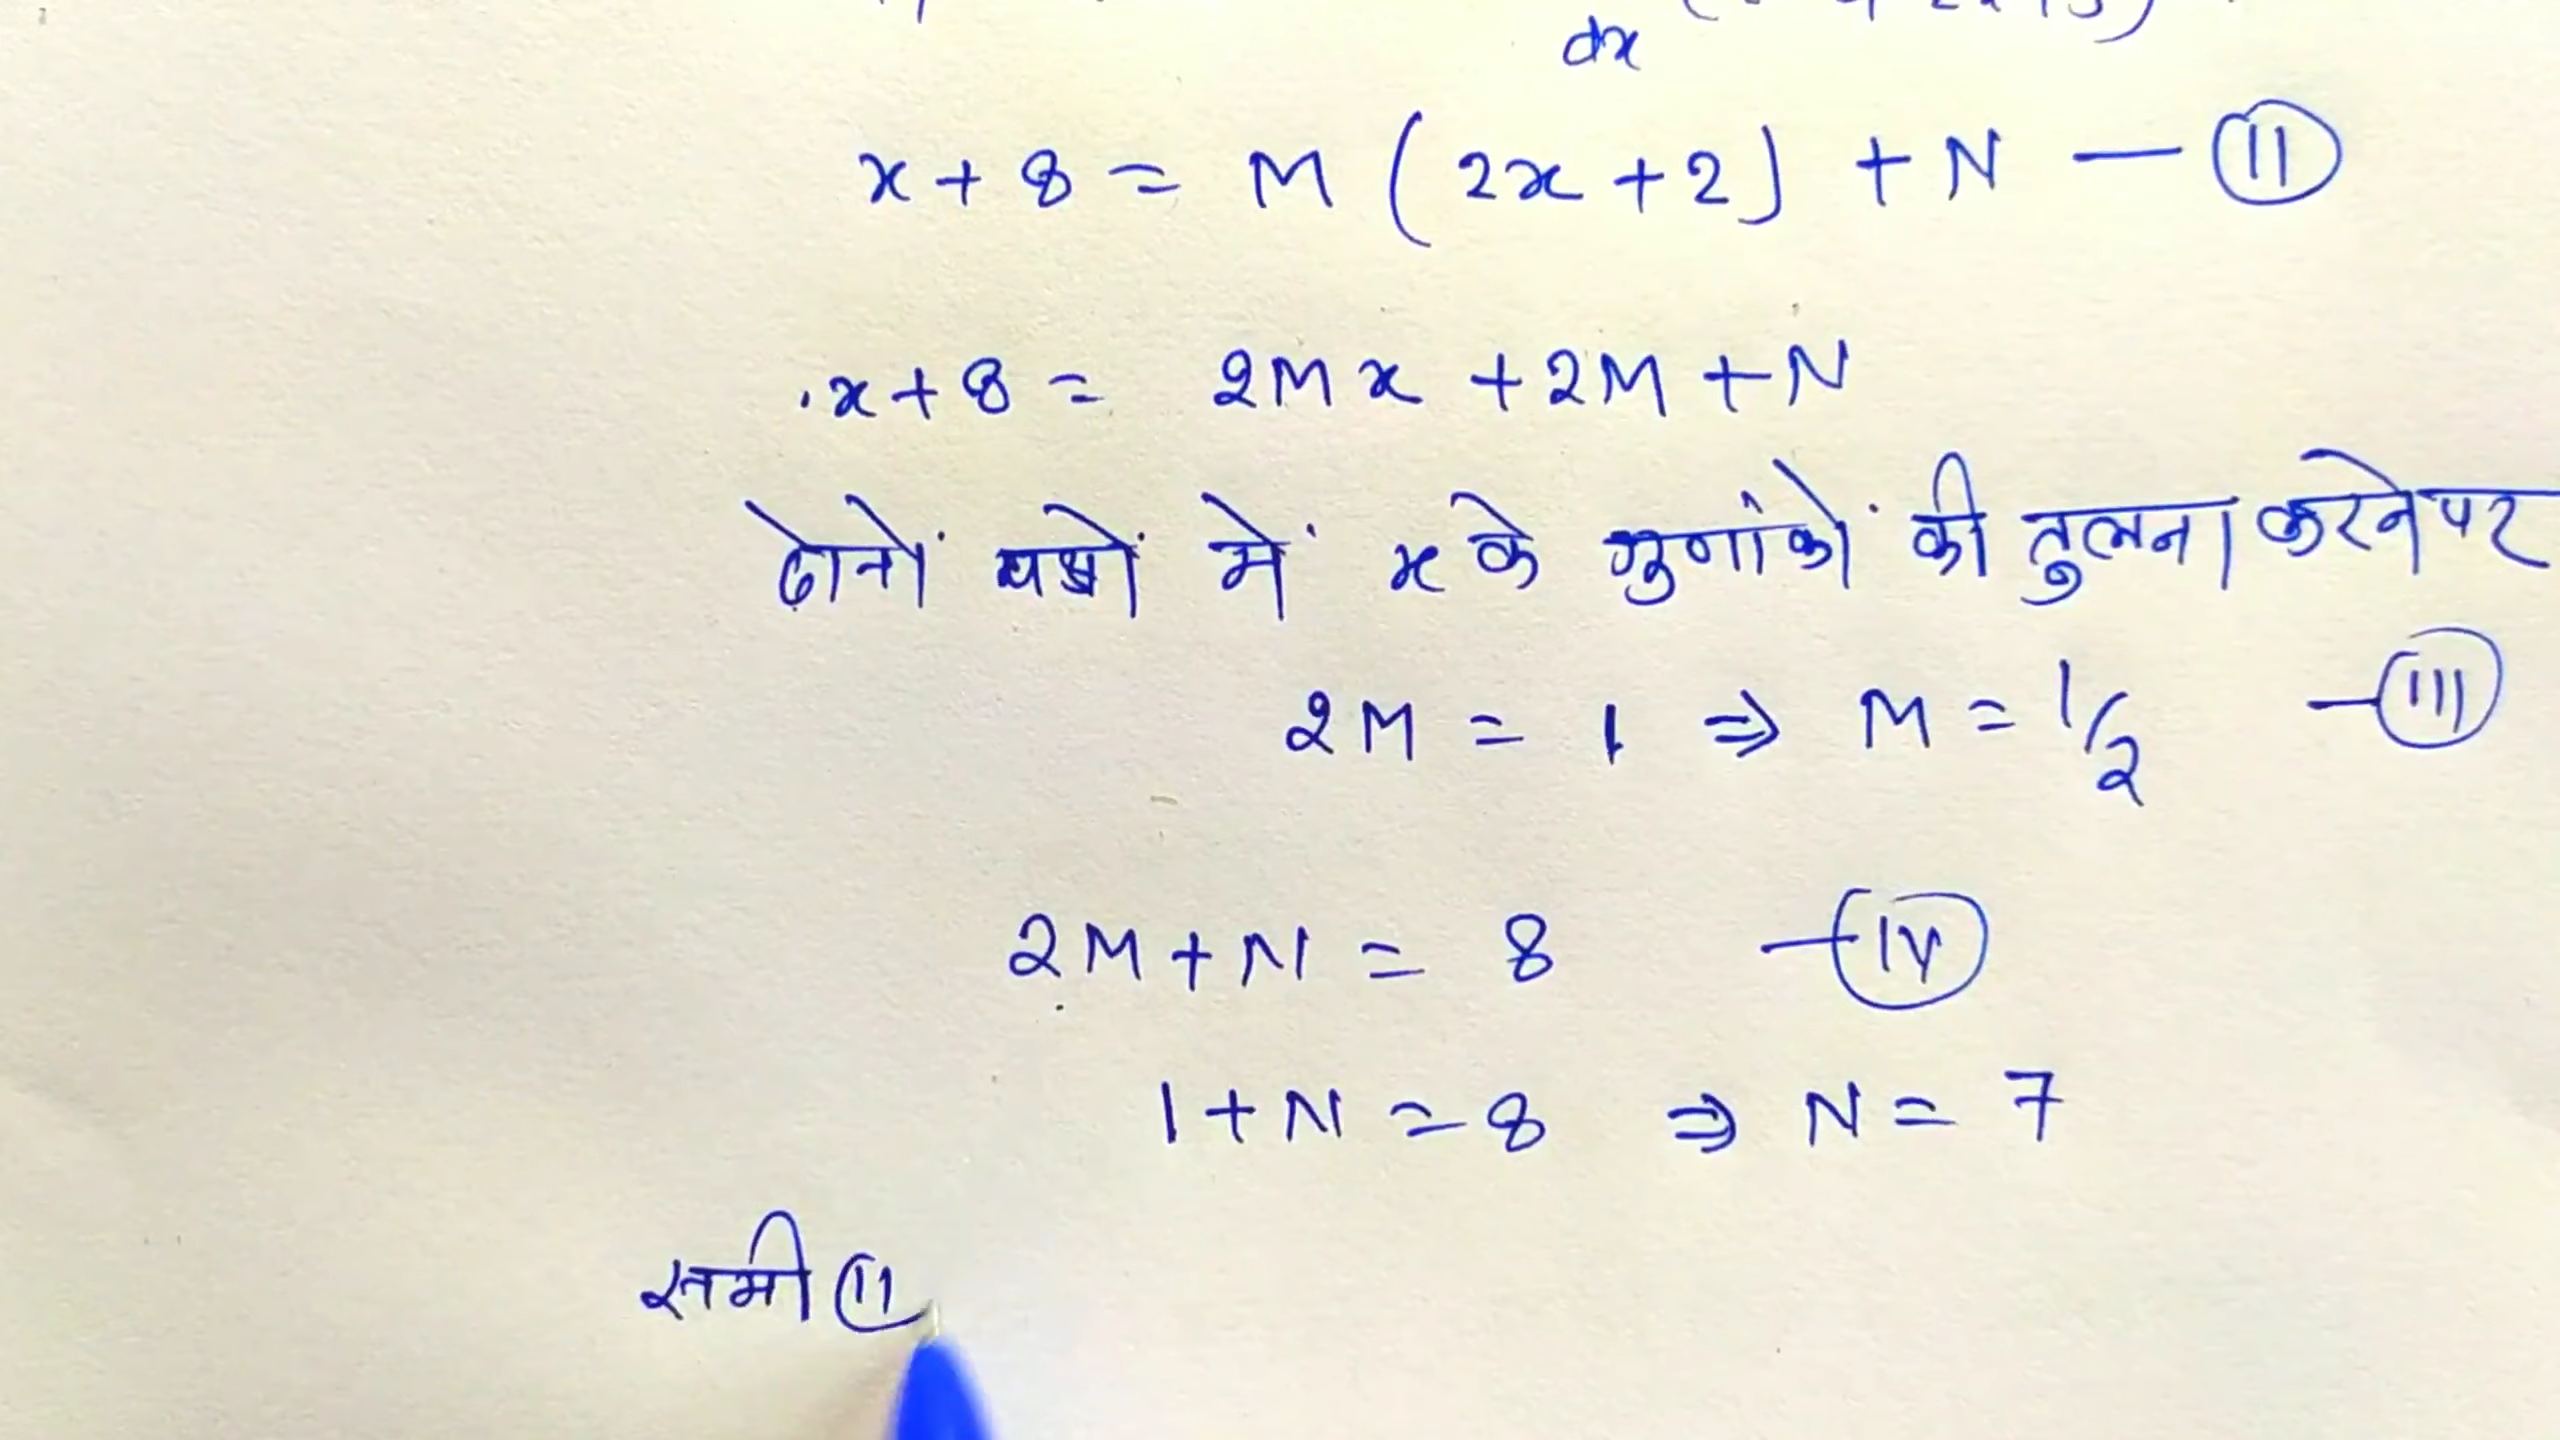 dx
x + 8 = M (2x + 2) + N — (II)
x + 8 = 2Mx + 2M + N
दोनों पक्षों में x के गुणांकों की तुलना करने पर
2M = 1 ⇒ M = 1/2 — (III)
2M + N = 8 — (IV)
1 + N = 8 ⇒ N = 7
समी (II)